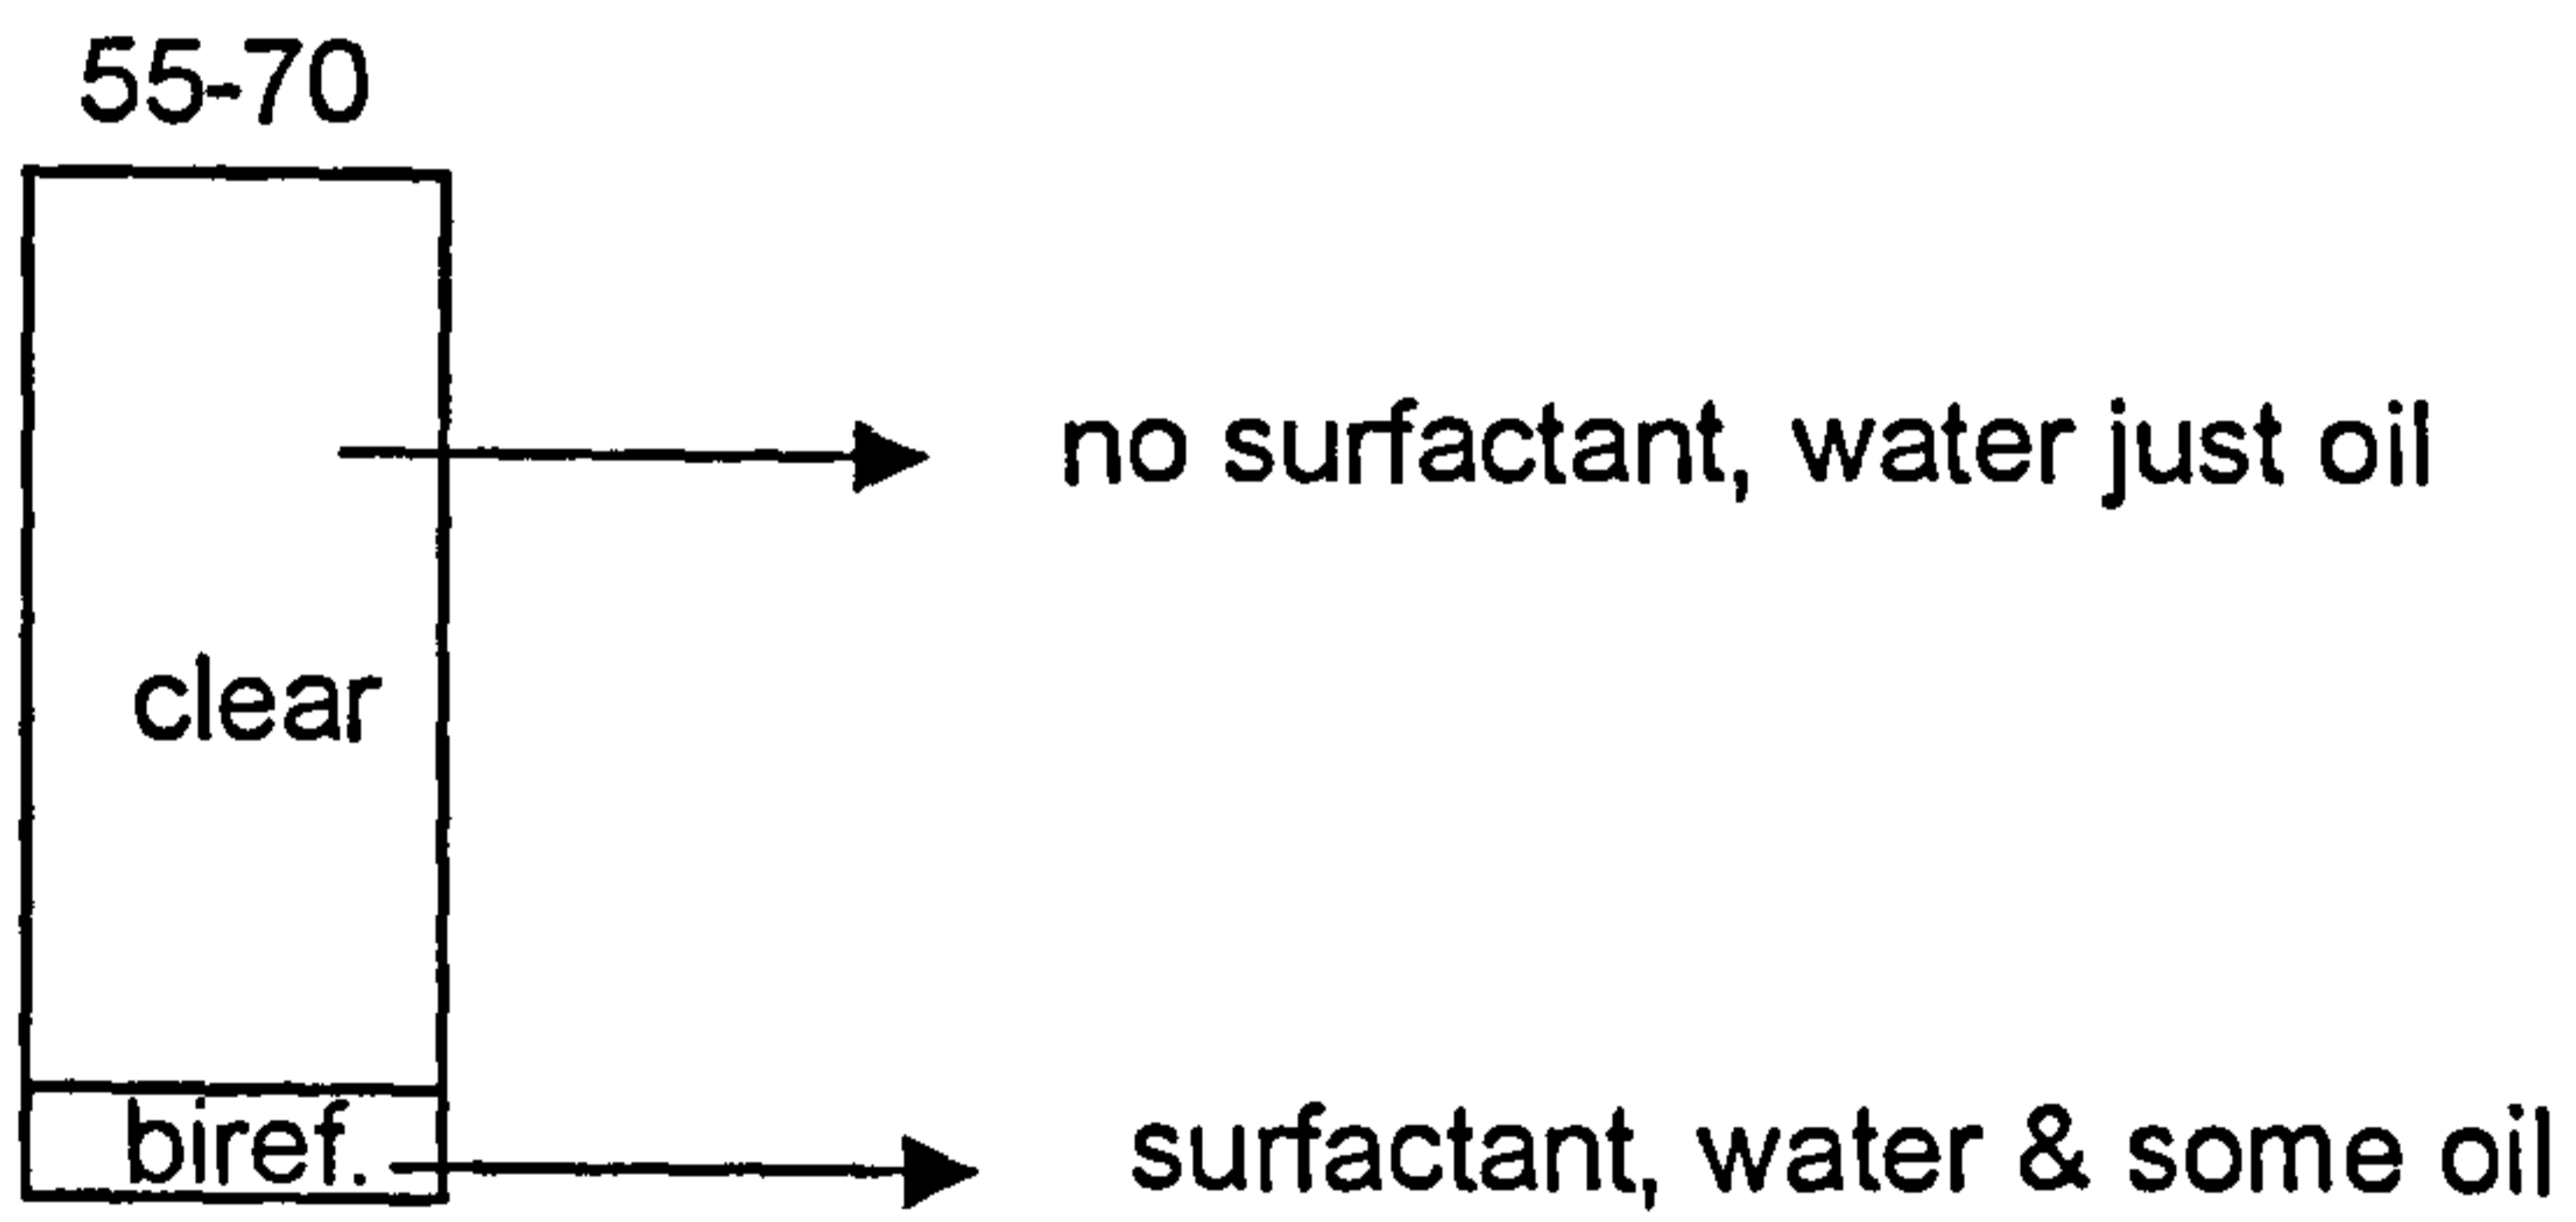 55-70
no surfactant, water just oil
clear
biref.
surfactant, water & some oil